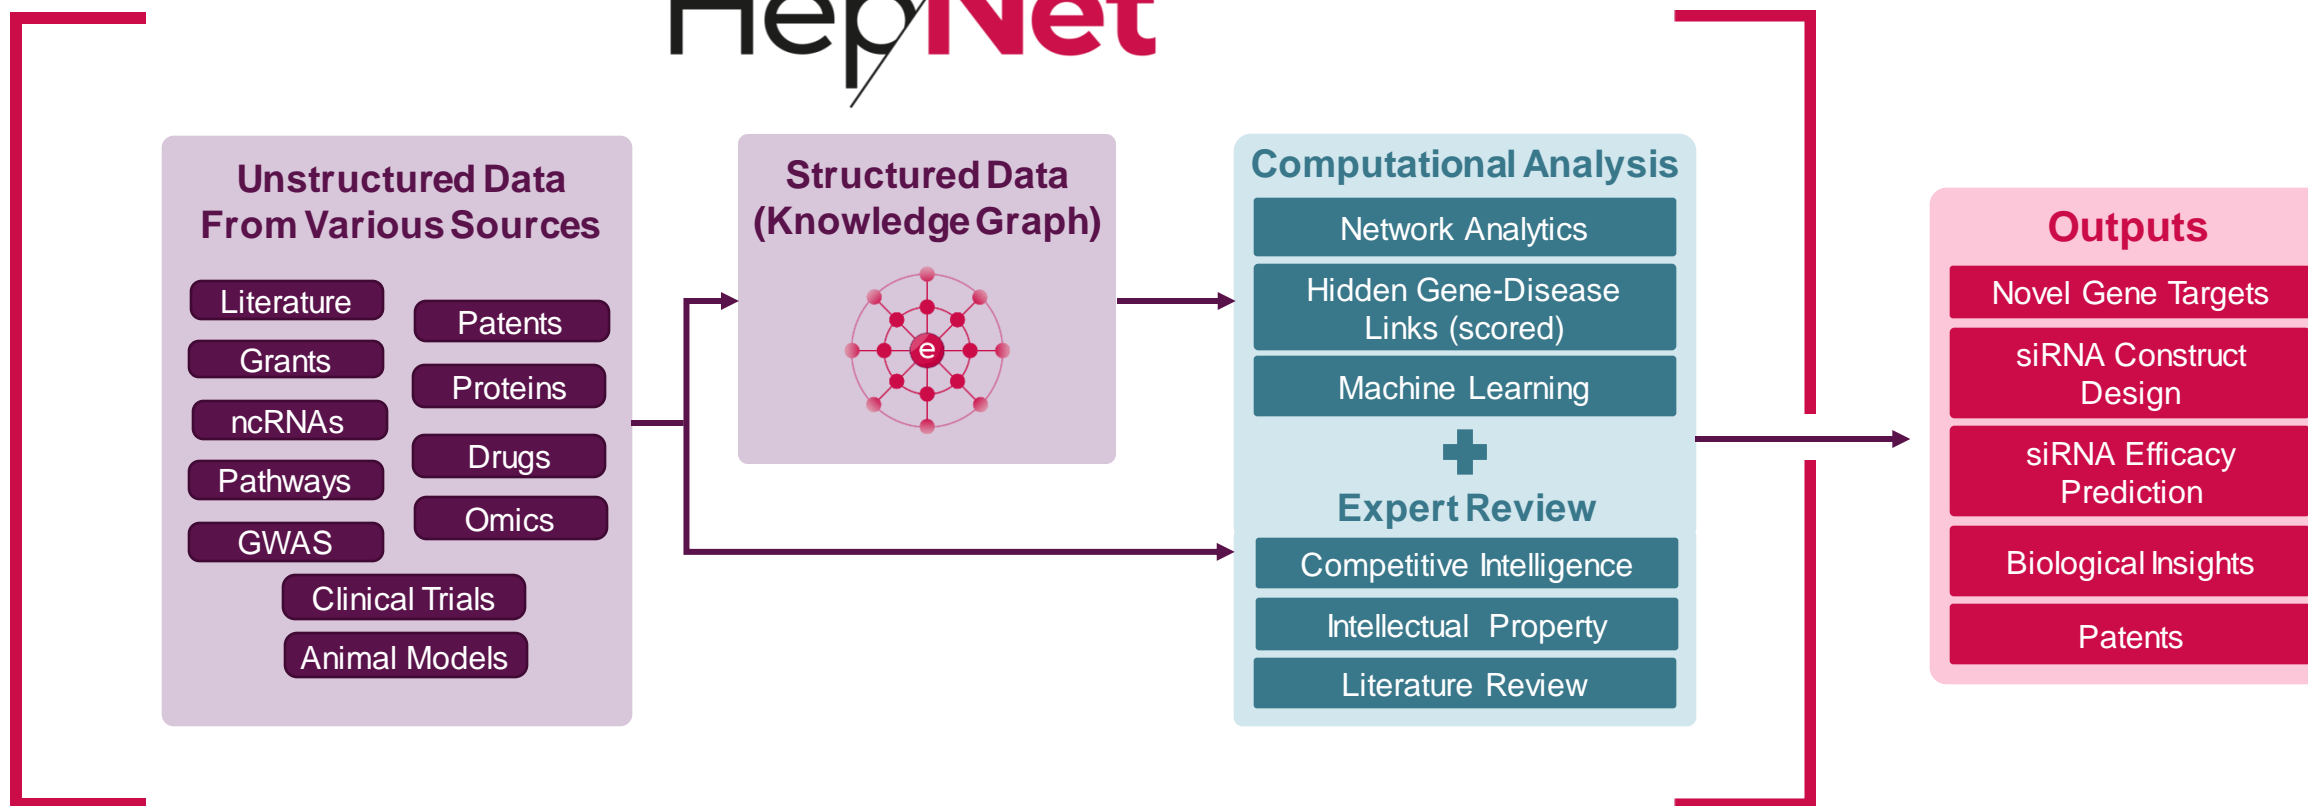 HepNet
Unstructured Data
From Various Sources
Literature
Patents
Grants
Proteins
ncRNAs
Drugs
Pathways
Omics
GWAS
Clinical Trials
Animal Models
Structured Data
(Knowledge Graph)
e
Computational Analysis
Network Analytics
Hidden Gene-Disease
Links (scored)
Machine Learning
Expert Review
Competitive Intelligence
Intellectual Property
Literature Review
Outputs
Novel Gene Targets
siRNA Construct
Design
siRNA Efficacy
Prediction
Biological Insights
Patents